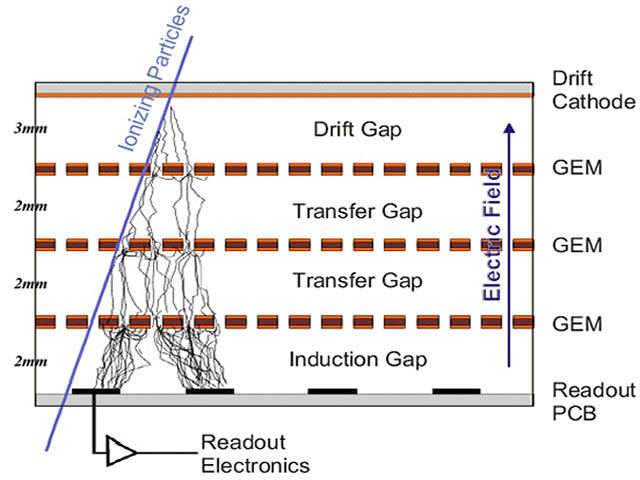 Ionizing Particles
Drift
Cathode
3mm
Drift Gap
GEM
2mm
Transfer Gap
Electric Field
GEM
2mm
Transfer Gap
GEM
2mm
Induction Gap
Readout
PCB
Readout
Electronics